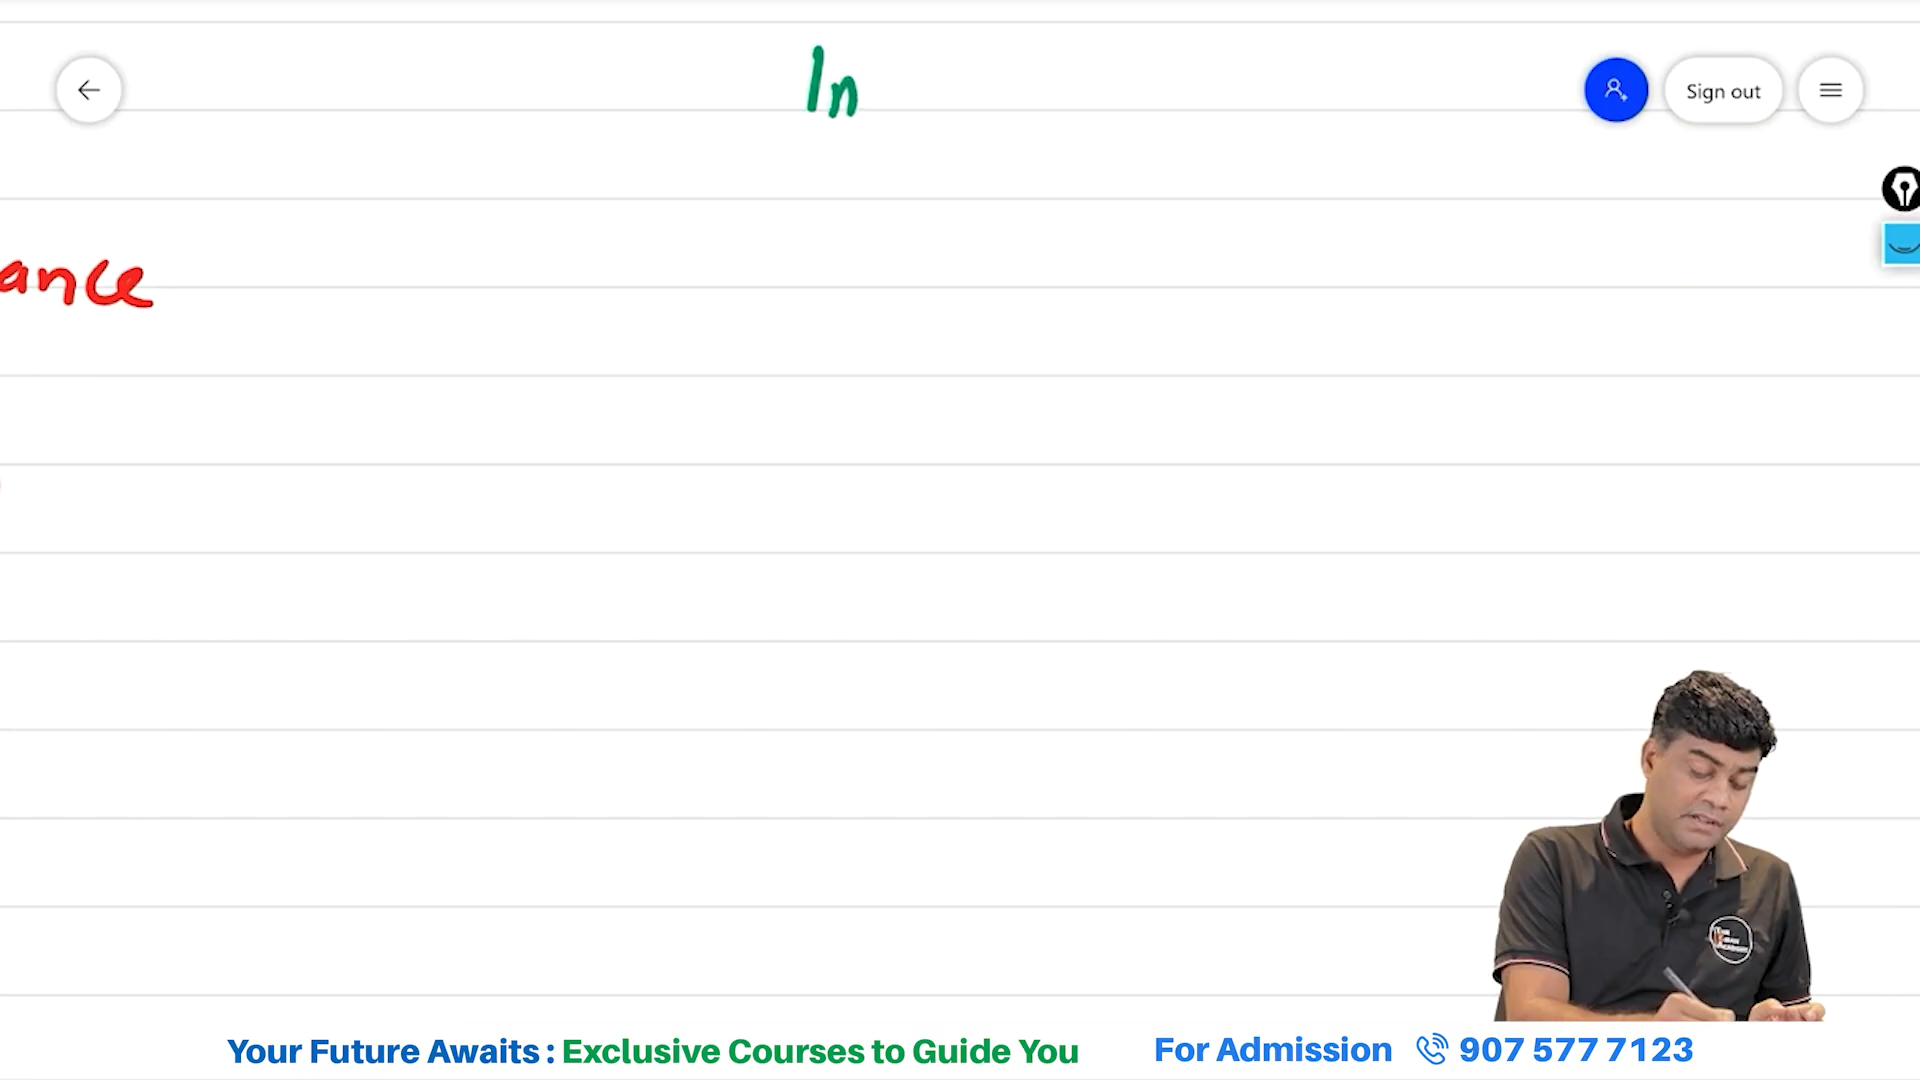 In
Sign out
ance
Your Future Awaits : Exclusive Courses to Guide You
For Admission 907 577 7123